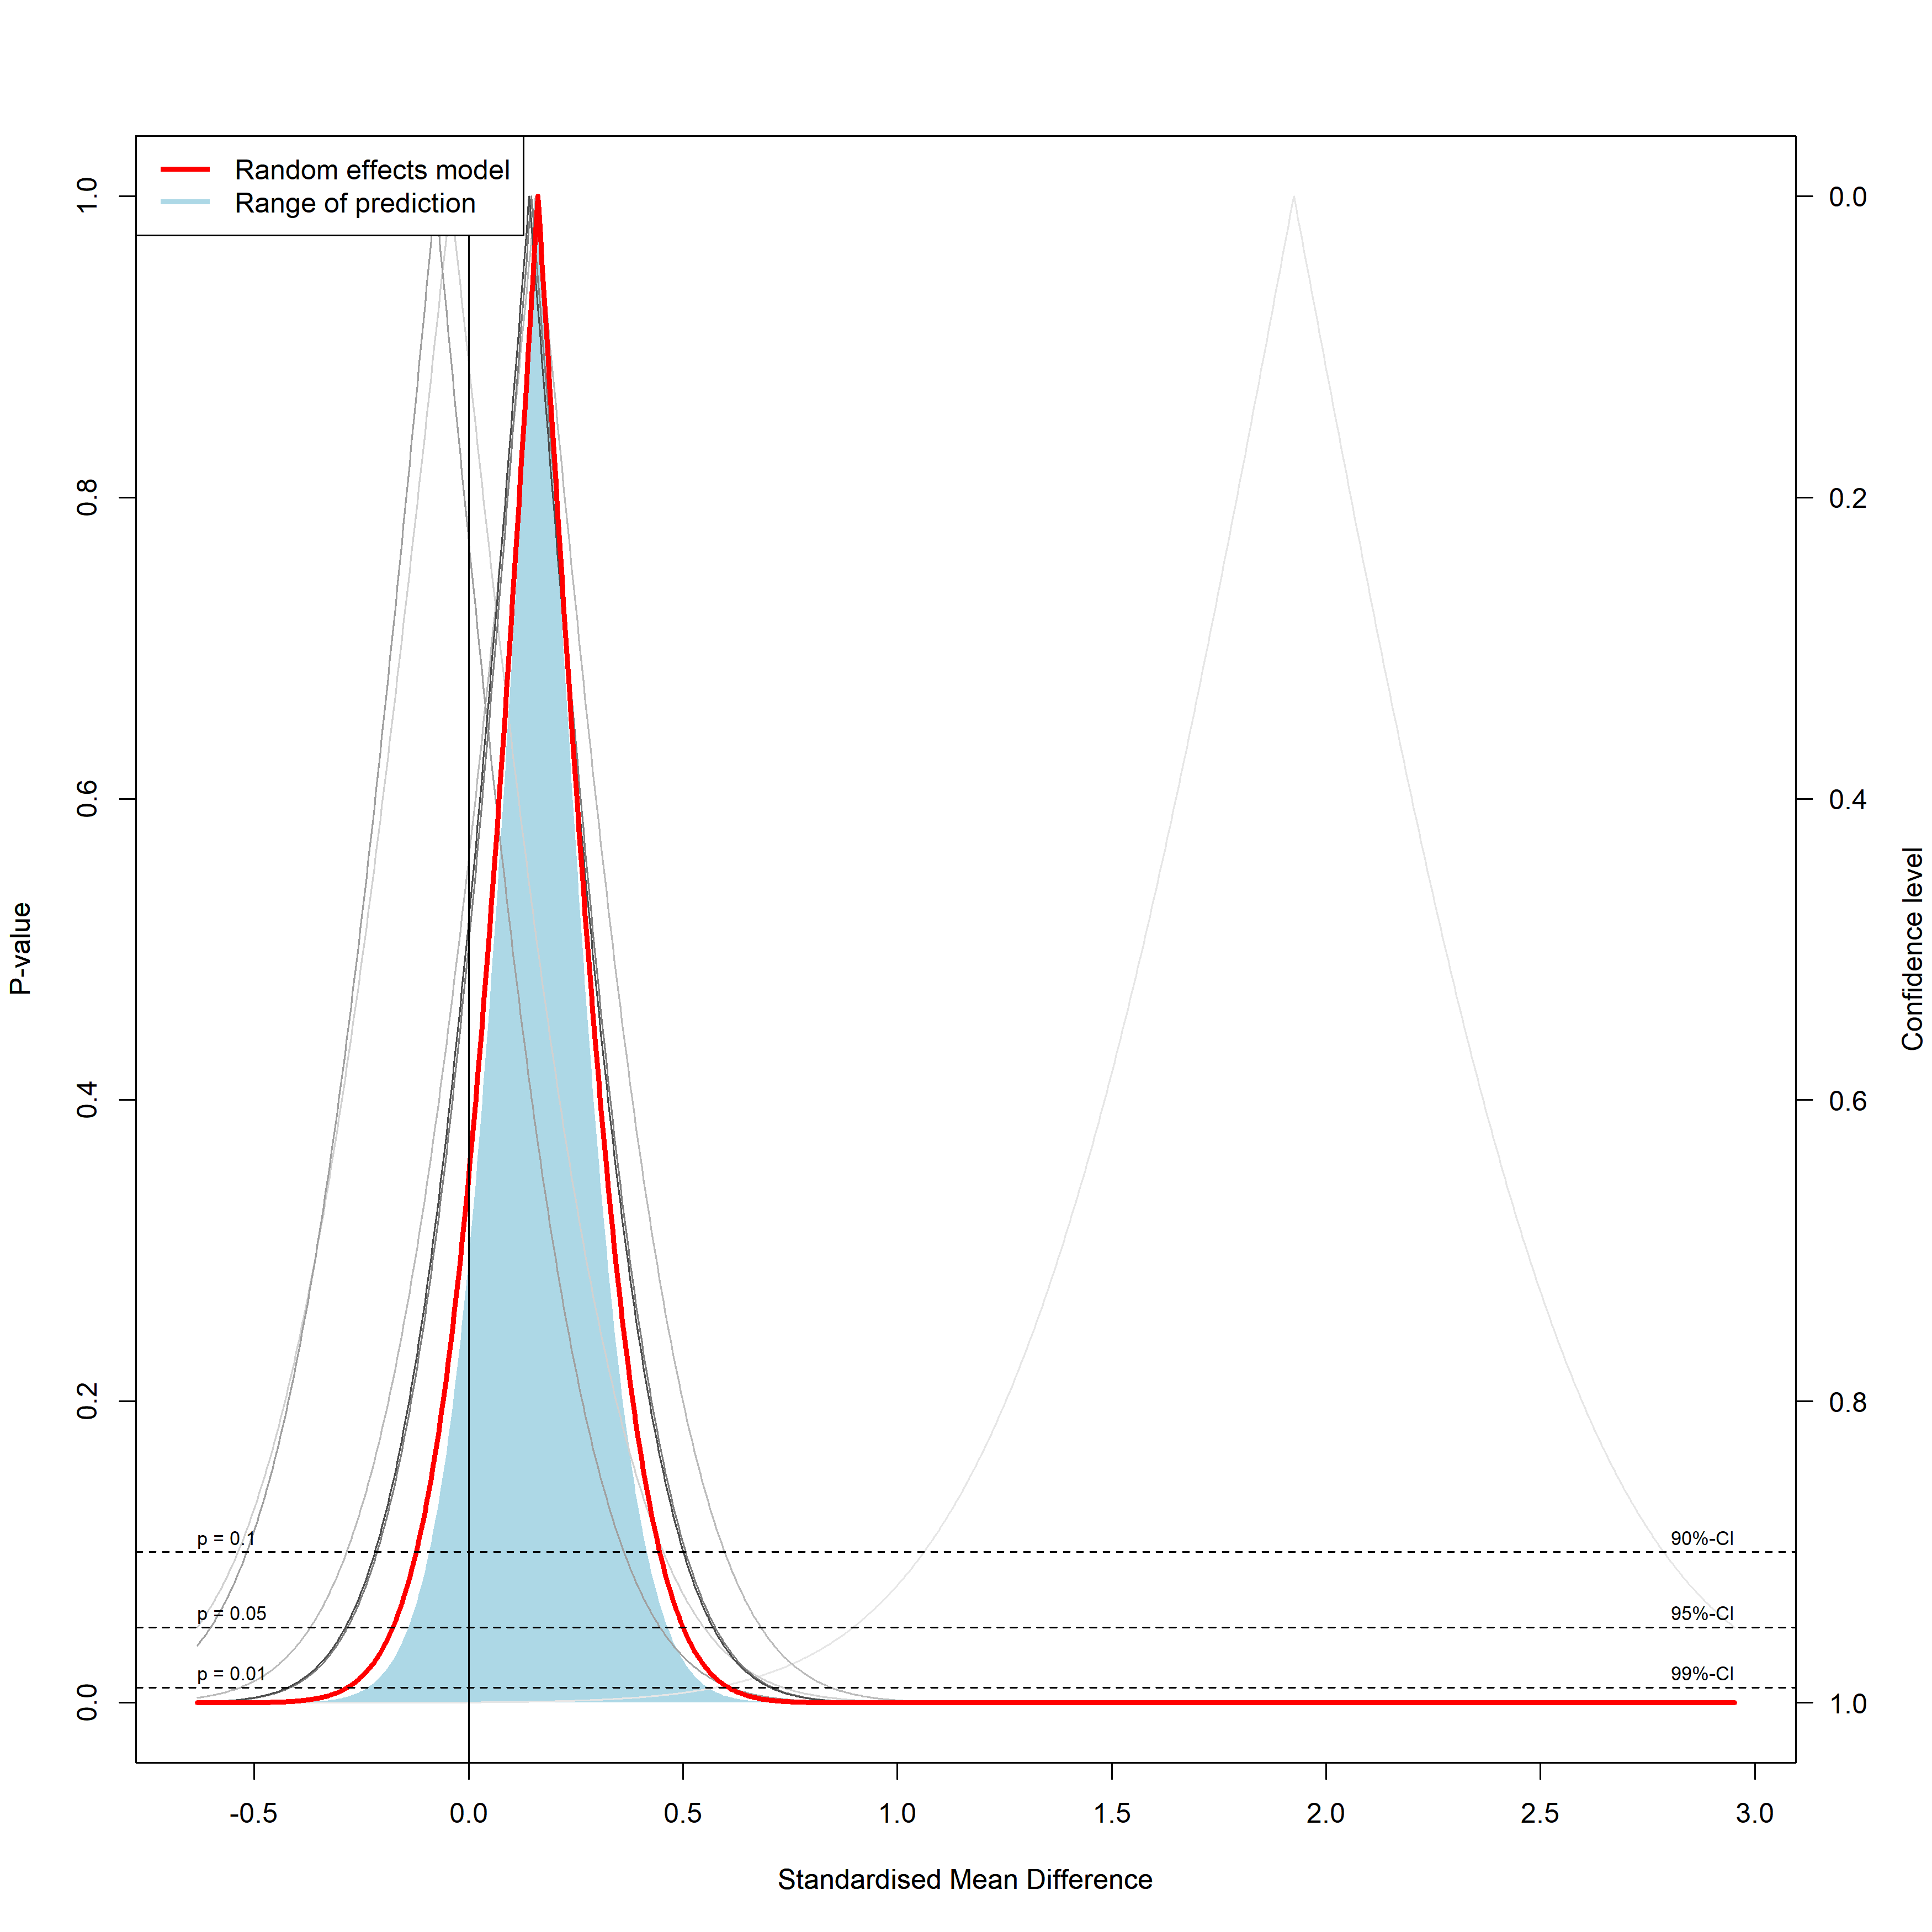 Random effects model
Range of prediction
1.0
0.8
0.6
0.4
0.2
0.0
P-value
0.0
0.2
0.4
0.6
0.8
1.0
Confidence level
p = 0.1
90%-CI
p = 0.05
95%-CI
p = 0.01
99%-CI
-0.5 0.0 0.5 1.0 1.5 2.0 2.5 3.0
Standardised Mean Difference